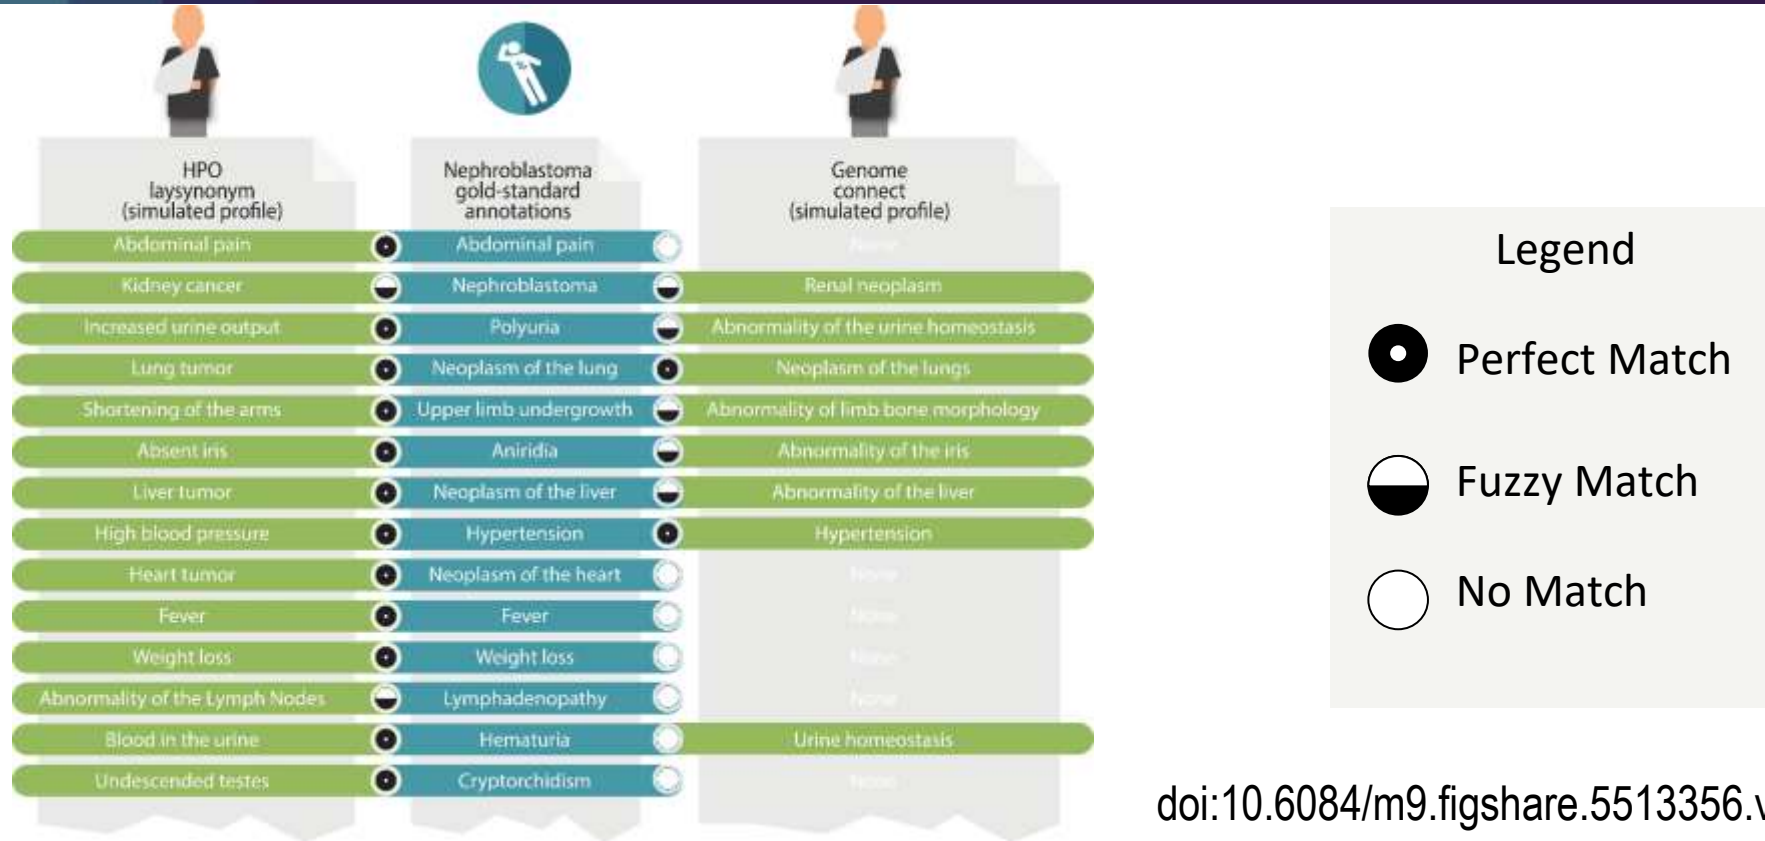 HPO
laysynonym
(simulated profile)
Nephroblastoma
gold-standard
annotations
Genome
connect
(simulated profile)
Abdominal pain
Abdominal pain
None
Kidney cancer
Nephroblastoma
Renal neoplasm
Increased urine output
Polyuria
Abnormality of the urine homeostasis
Lung tumor
Neoplasm of the lung
Neoplasm of the lungs
Shortening of the arms
Upper limb undergrowth
Abnormality of limb bone morphology
Absent iris
Aniridia
Abnormality of the iris
Liver tumor
Neoplasm of the liver
Abnormality of the liver
High blood pressure
Hypertension
Hypertension
Heart tumor
Neoplasm of the heart
None
Fever
Fever
None
Weight loss
Weight loss
None
Abnormality of the Lymph Nodes
Lymphadenopathy
None
Blood in the urine
Hematuria
Urine homeostasis
Undescended testes
Cryptorchidism
None
Legend
Perfect Match
Fuzzy Match
No Match
doi:10.6084/m9.figshare.5513356.v